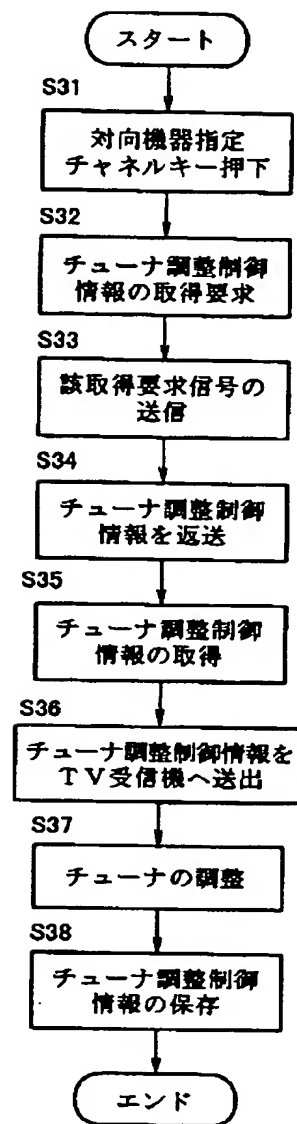 スタート
S31
対向機器指定
チャネルキー押下
S32
チューナ調整制御
情報の取得要求
S33
該取得要求信号の
送信
S34
チューナ調整制御
情報を返送
S35
チューナ調整制御
情報の取得
S36
チューナ調整制御情報を
TV受信機へ送出
S37
チューナの調整
S38
チューナ調整制御
情報の保存
エンド